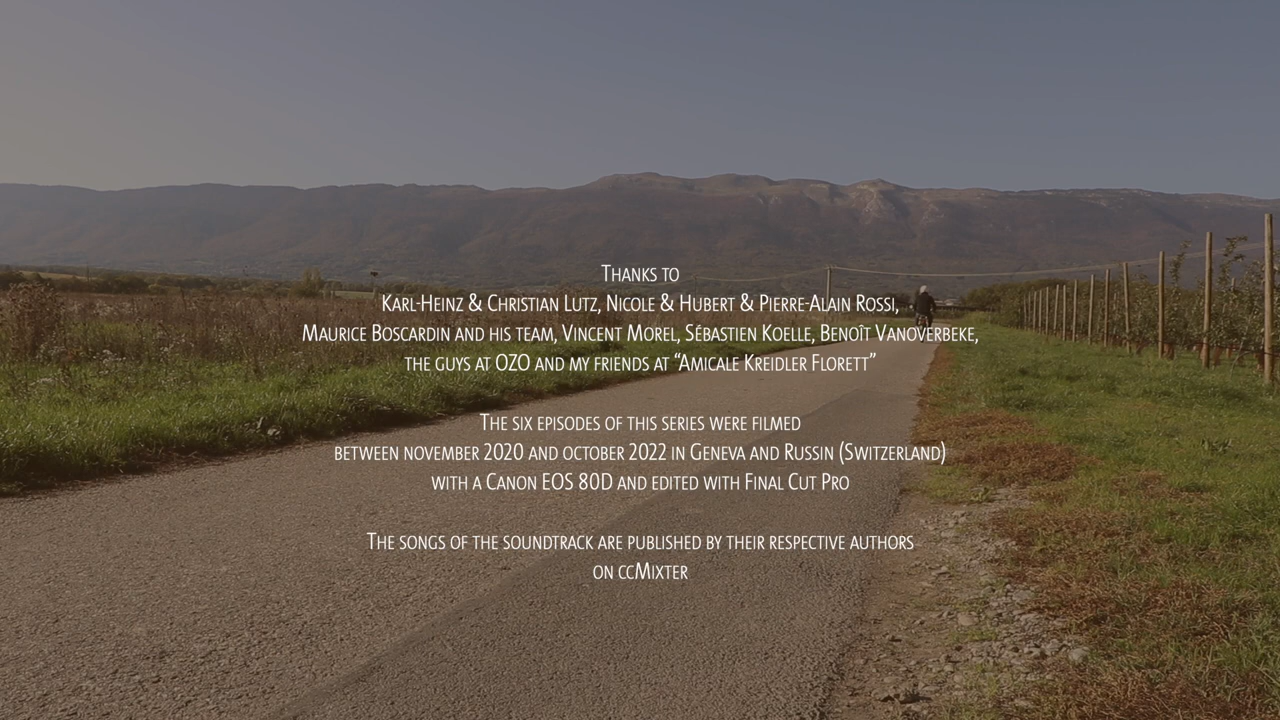 Thanks to
Karl-Heinz & Christian Lutz, Nicole & Hubert & Pierre-Alain Rossi,
Maurice Boscardin and his team, Vincent Morel, Sébastien Koelle, Benoît Vanoverbeke,
the guys at OZO and my friends at “Amicale Kreidler Florett”
The six episodes of this series were filmed
between november 2020 and october 2022 in Geneva and Russin (Switzerland)
with a Canon EOS 80D and edited with Final Cut Pro
The songs of the soundtrack are published by their respective authors
on ccMixter